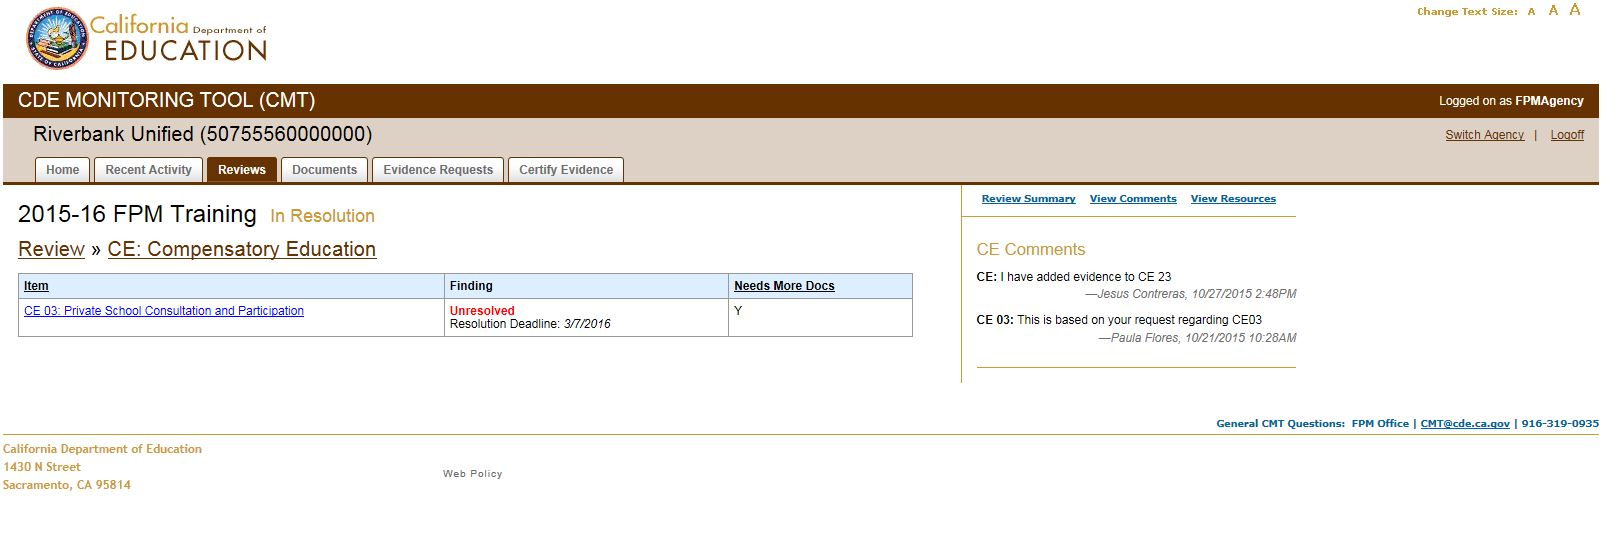 California Department of
EDUCATION
Change Text Size: A A A
CDE MONITORING TOOL (CMT)
Logged on as FPMAgency
Riverbank Unified (50755560000000)
Switch Agency | Logoff
Home Recent Activity Reviews Documents Evidence Requests Certify Evidence
Review Summary View Comments View Resources
2015-16 FPM Training In Resolution
Review » CE: Compensatory Education
Item Finding Needs More Docs
CE 03: Private School Consultation and Participation Unresolved Y
Resolution Deadline: 3/7/2016
CE Comments
CE: I have added evidence to CE 23
—Jesus Contreras, 10/27/2015 2:48PM
CE 03: This is based on your request regarding CE03
—Paula Flores, 10/21/2015 10:28AM
General CMT Questions: FPM Office | CMT@cde.ca.gov | 916-319-0935
California Department of Education
1430 N Street
Sacramento, CA 95814
Web Policy